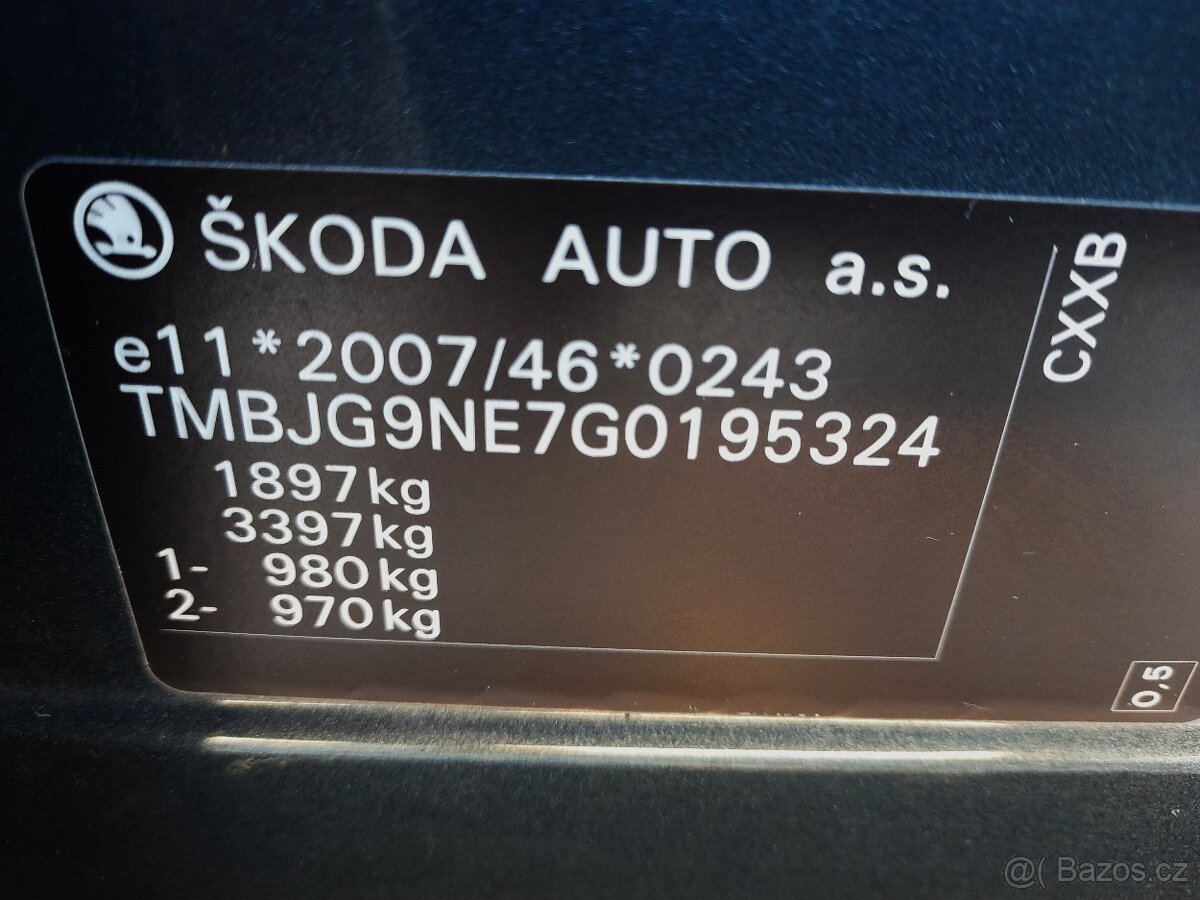 ŠKODA AUTO a.s.
e11*2007/46*0243
TMBJG9NE7G0195324
1897kg
3397kg
1- 980kg
2- 970kg
CXXB
0,5
@( Bazos.cz